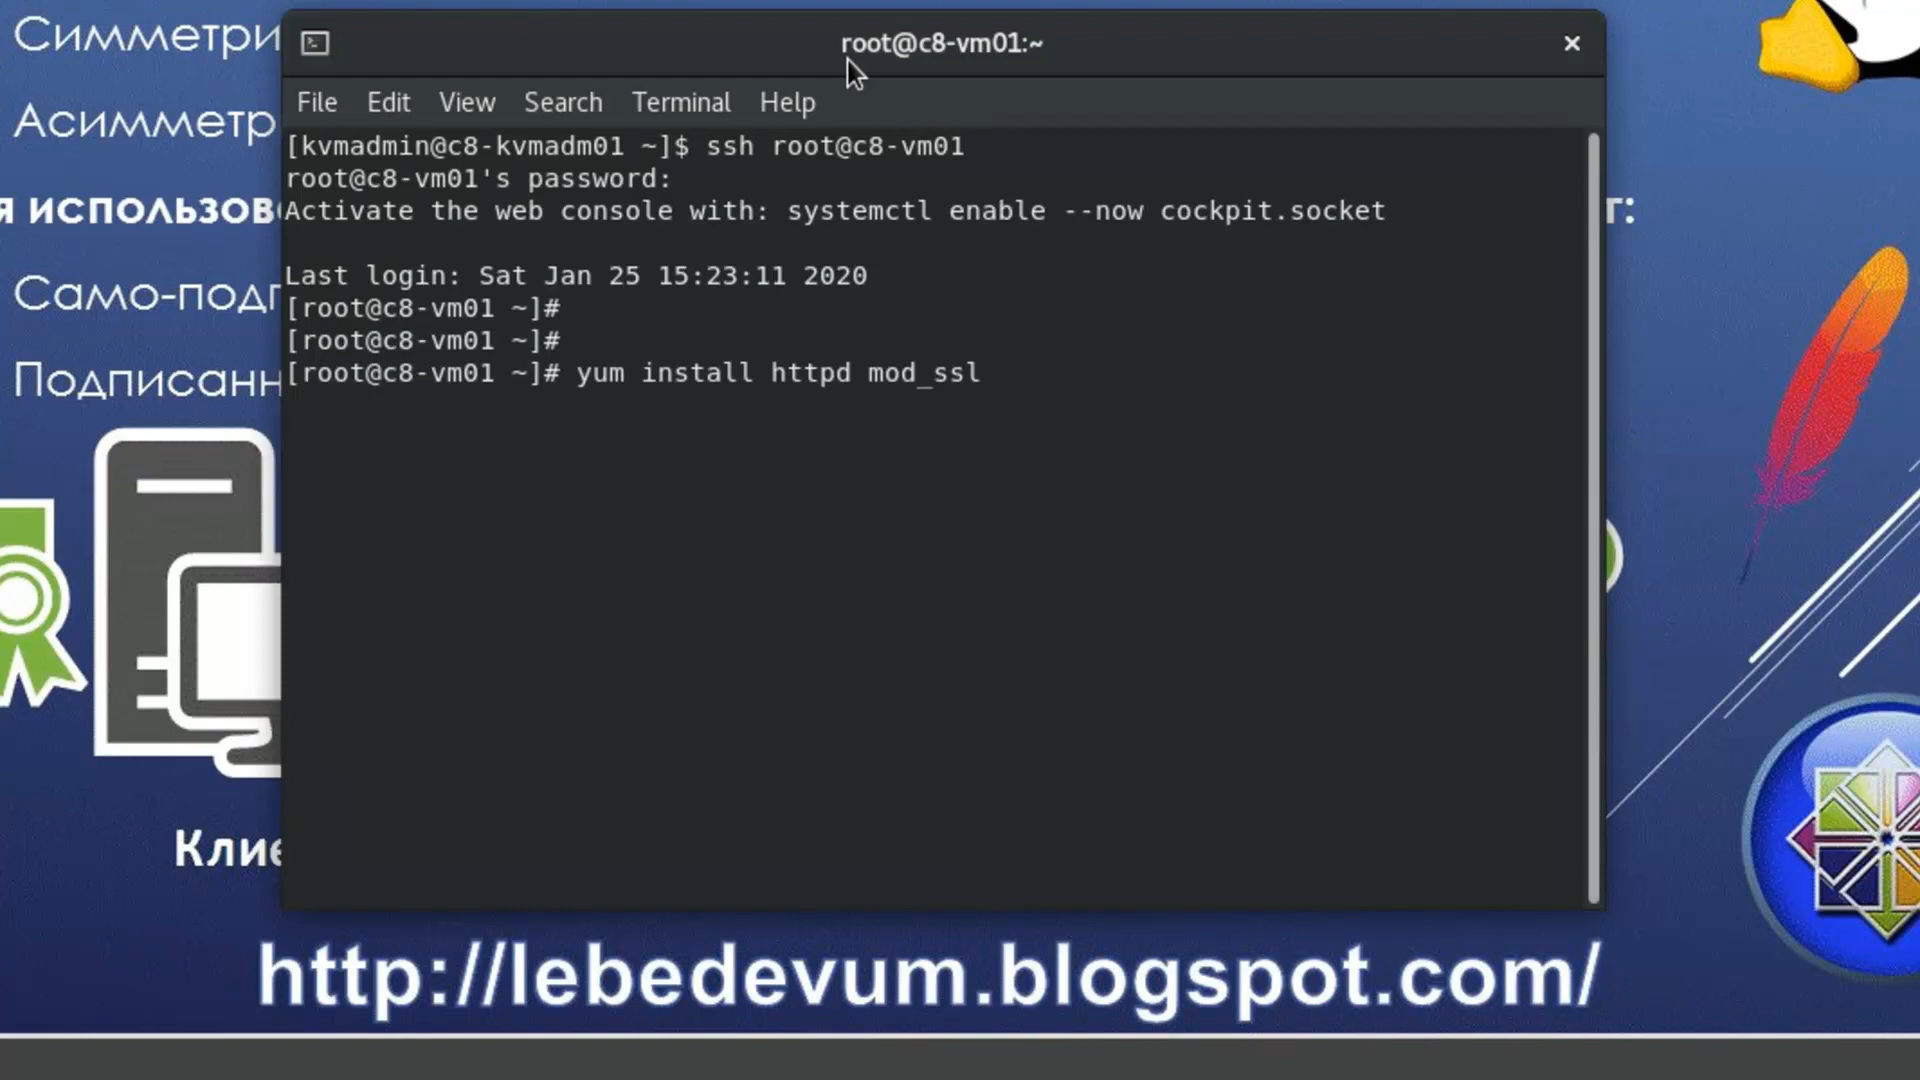 Симметри
Асимметр
я использов
г:
Само-подп
Подписанн
Клие
root@c8-vm01:~
File Edit View Search Terminal Help
[kvmadmin@c8-kvmadm01 ~]$ ssh root@c8-vm01
root@c8-vm01's password:
Activate the web console with: systemctl enable --now cockpit.socket
Last login: Sat Jan 25 15:23:11 2020
[root@c8-vm01 ~]#
[root@c8-vm01 ~]#
[root@c8-vm01 ~]# yum install httpd mod_ssl
http://lebedevum.blogspot.com/